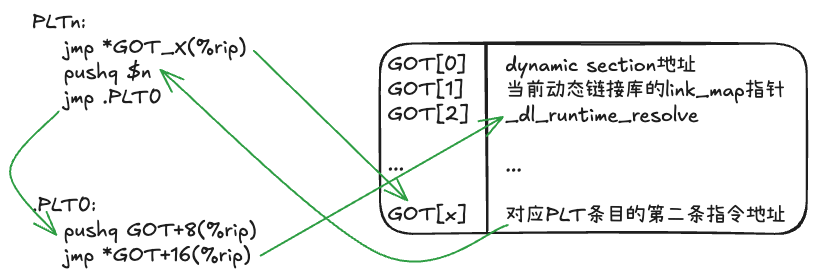 PLTn:
jmp *GOT_X(%rip)
pushq $n
jmp .PLT0
.PLT0:
pushq GOT+8(%rip)
jmp *GOT+16(%rip)
GOT[0] dynamic section地址
GOT[1] 当前动态链接库的link_map指针
GOT[2] _dl_runtime_resolve
... ...
GOT[x] 对应PLT条目的第二条指令地址